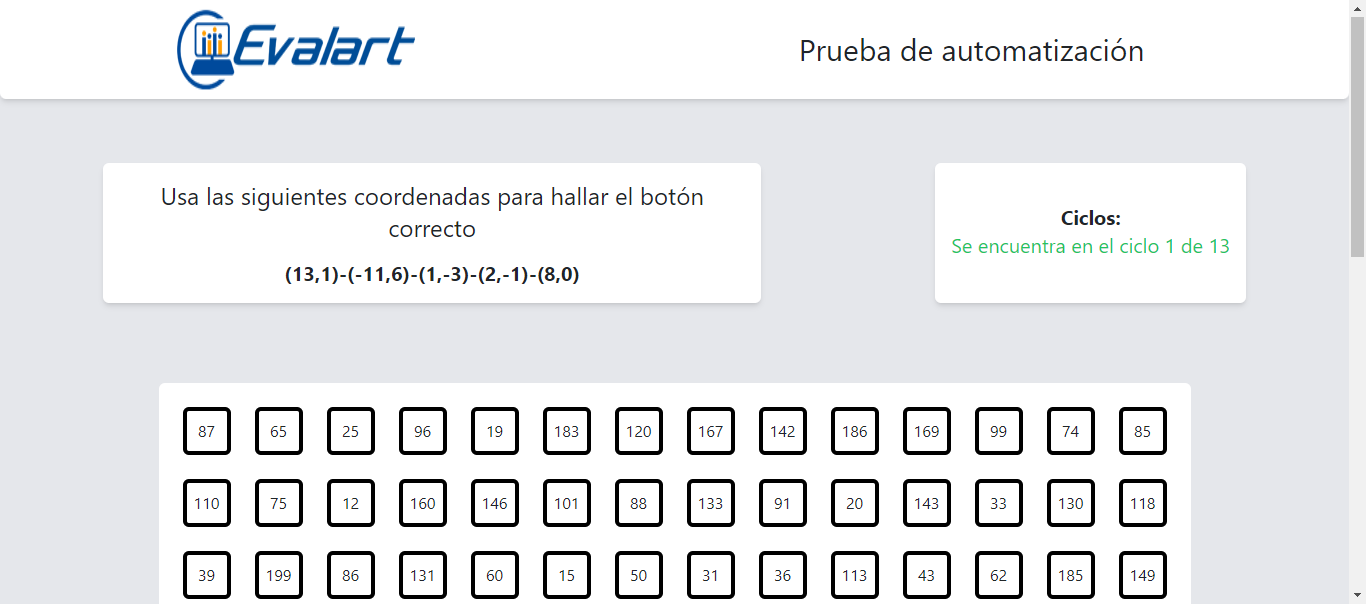 Evalart
Prueba de automatización
Usa las siguientes coordenadas para hallar el botón
correcto
(13,1)-(-11,6)-(1,-3)-(2,-1)-(8,0)
Ciclos:
Se encuentra en el ciclo 1 de 13
87 65 25 96 19 183 120 167 142 186 169 99 74 85
110 75 12 160 146 101 88 133 91 20 143 33 130 118
39 199 86 131 60 15 50 31 36 113 43 62 185 149